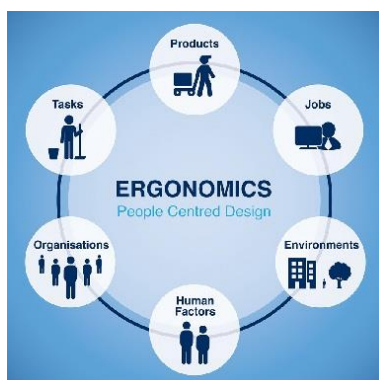 Products
Tasks
Jobs
ERGONOMICS
People Centred Design
Organisations
Environments
Human
Factors